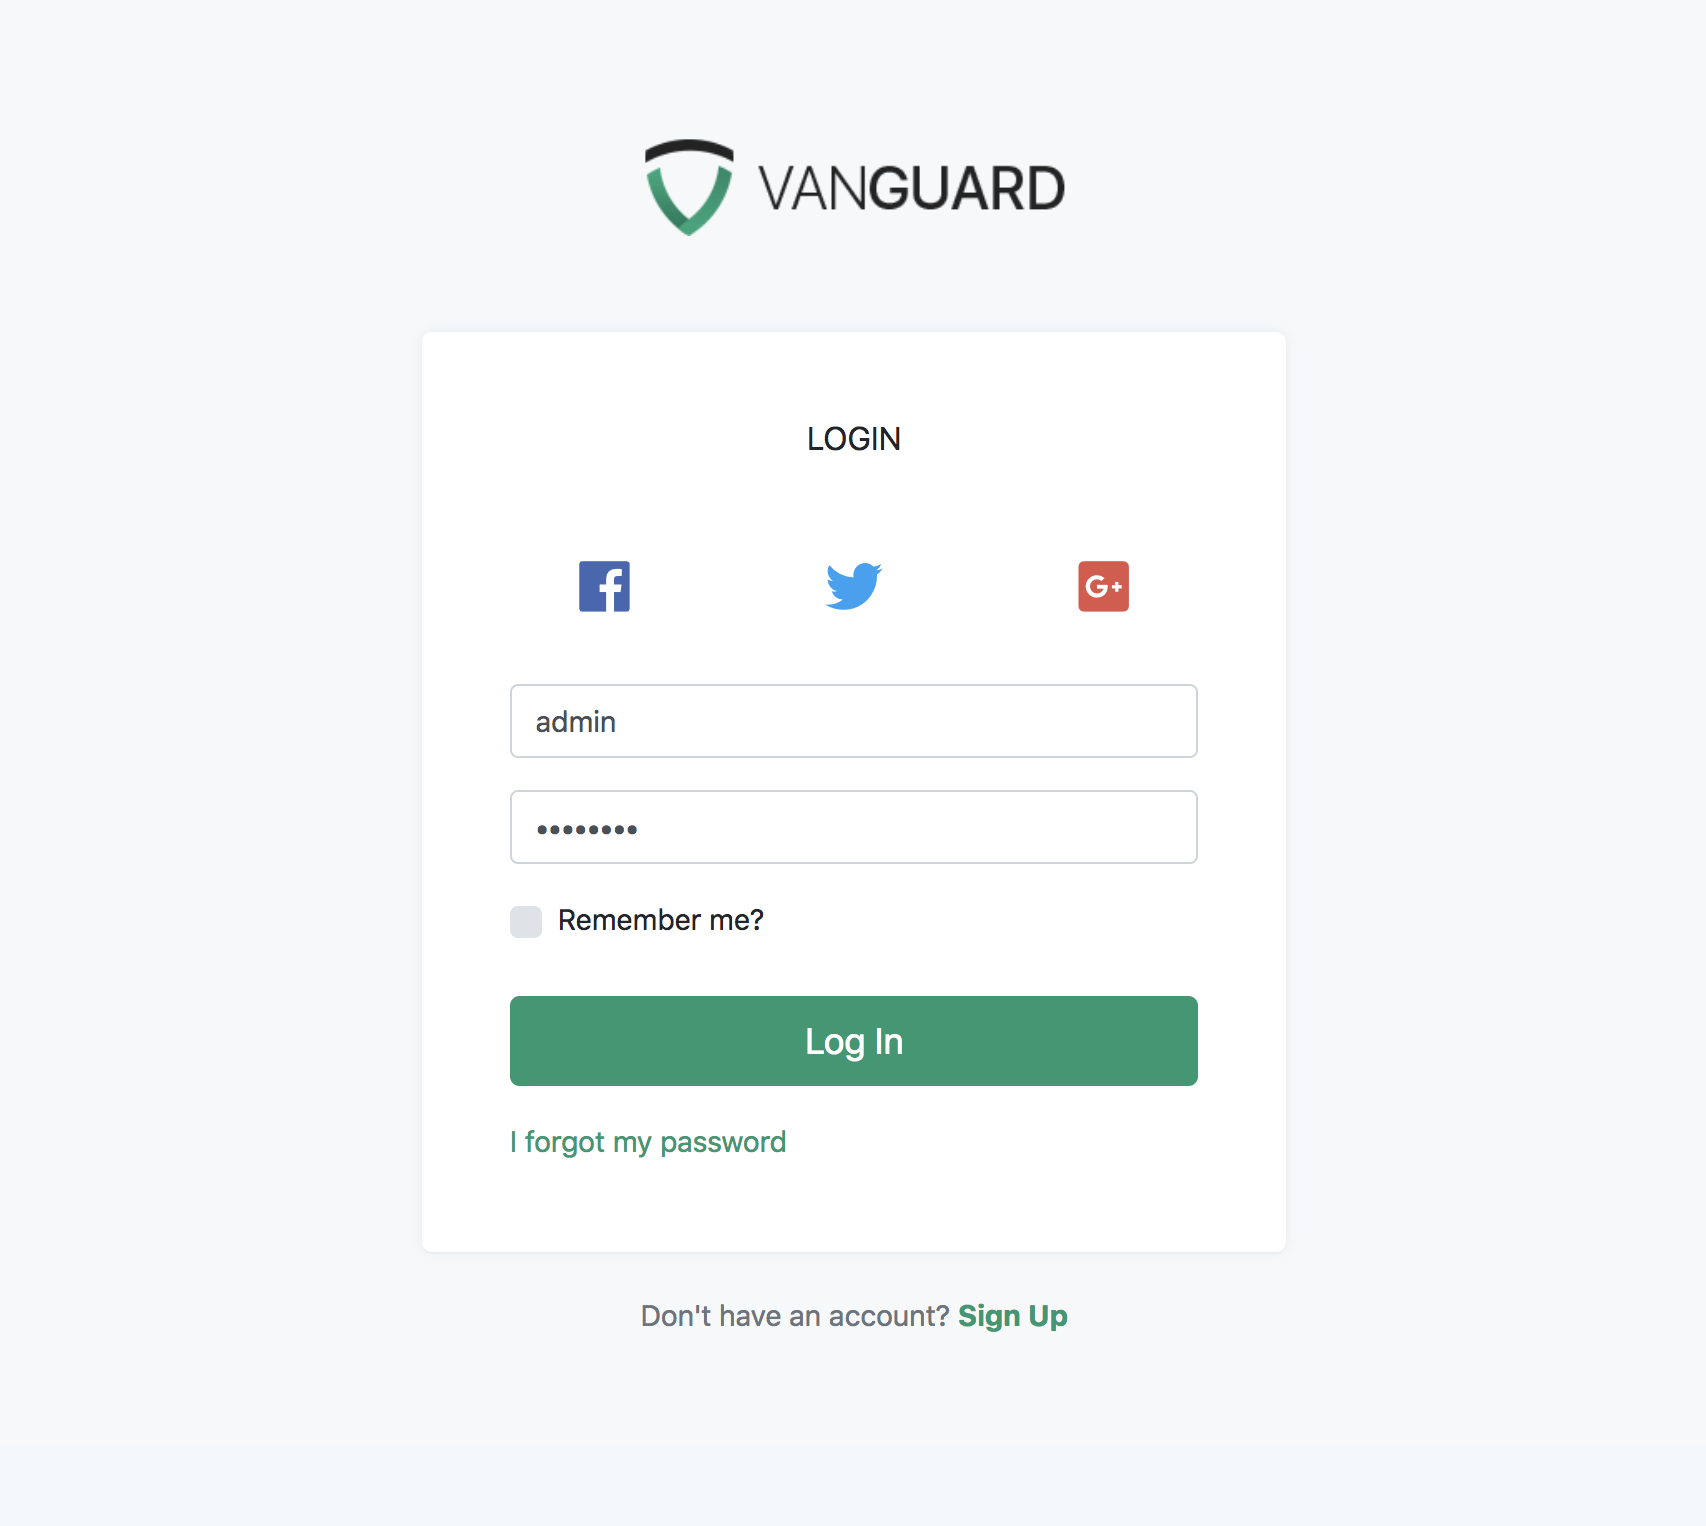 VANGUARD
LOGIN
G+
admin
••••••••
Remember me?
Log In
I forgot my password
Don't have an account? Sign Up